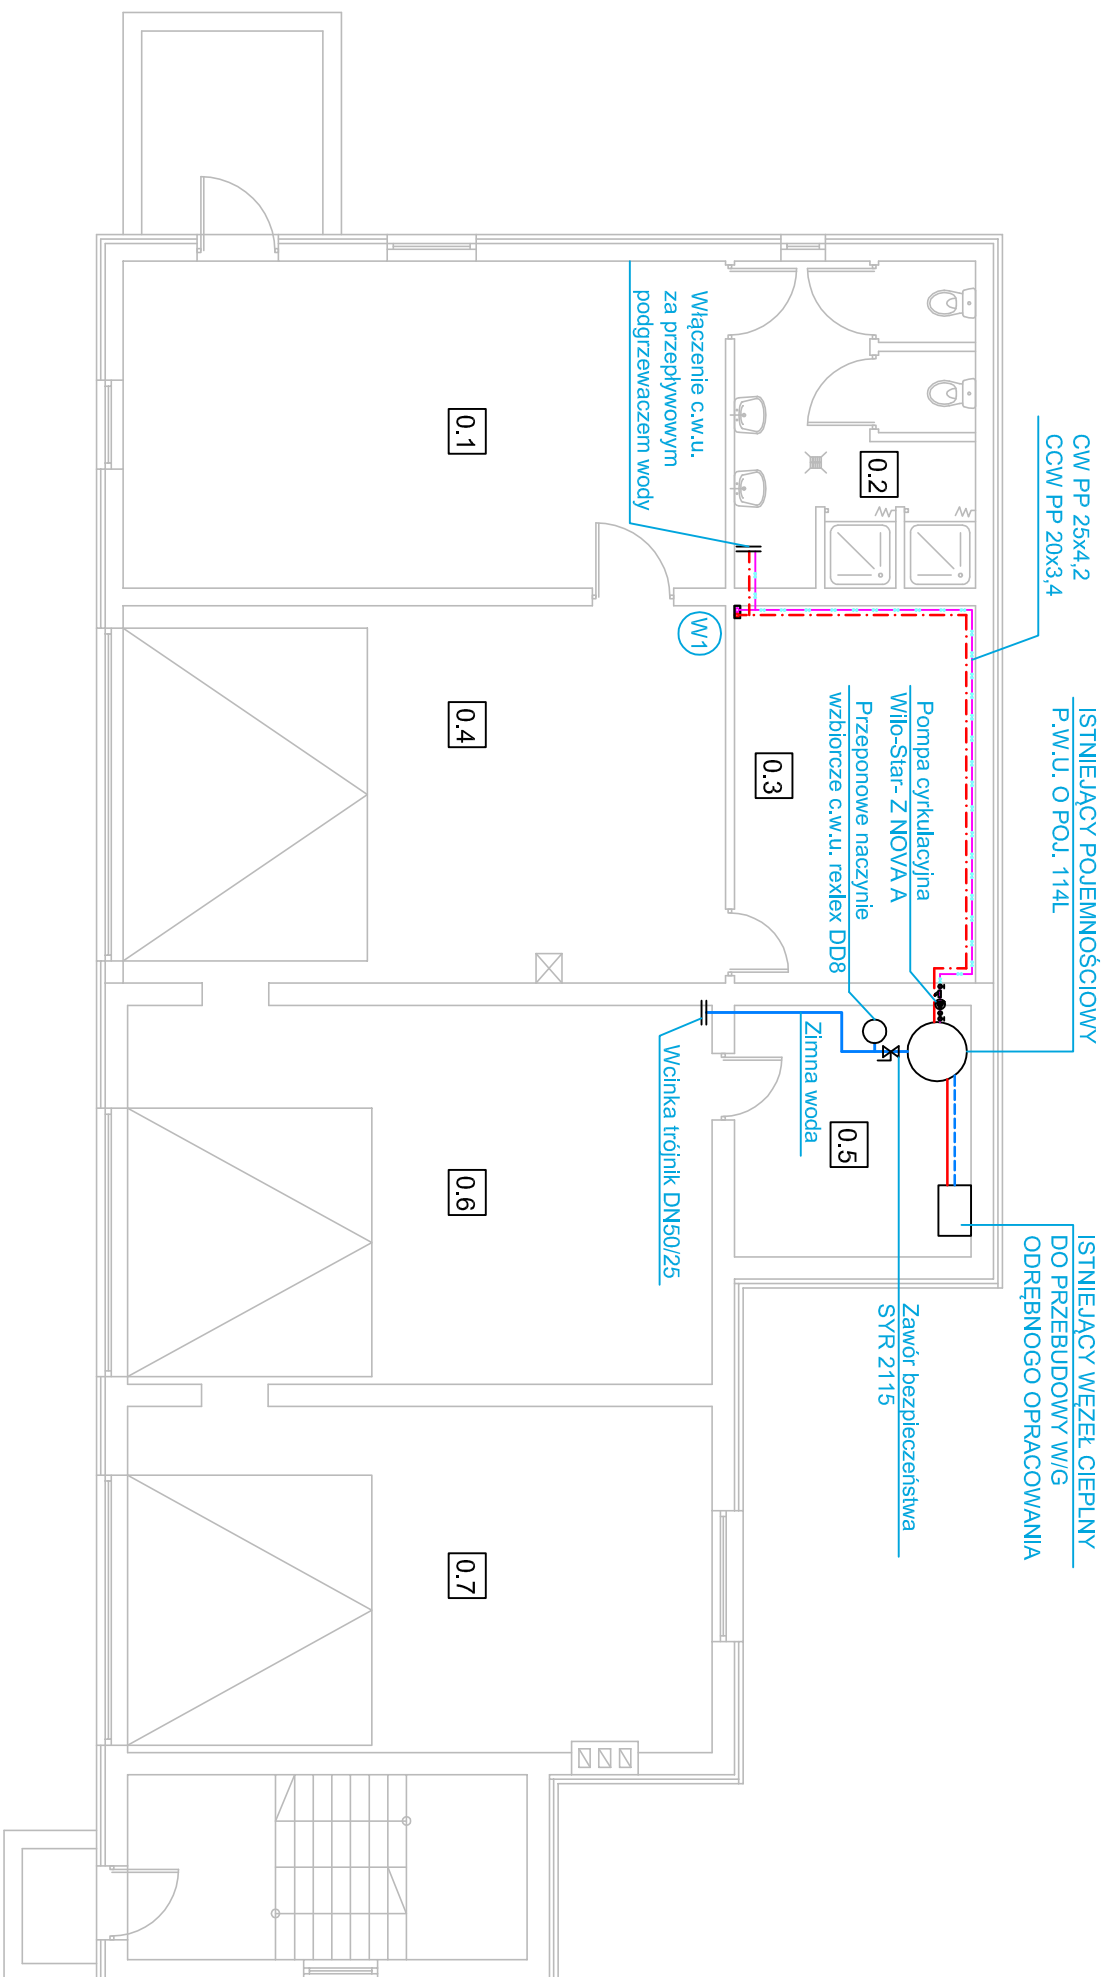 CW PP 25x4,2
CCW PP 20x3,4
ISTNIEJĄCY POJEMNOŚCIOWY
P.W.U. O POJ. 114L
ISTNIEJĄCY WĘZEŁ CIEPLNY
DO PRZEBUDOWY W/G
ODRĘBNOGO OPRACOWANIA
Pompa cyrkulacyjna
Wilo-Star- Z NOVA A
Przeponowe naczynie
wzbiorcze c.w.u. rexlex DD8
Zawór bezpieczeństwa
SYR 2115
Zimna woda
Wcinka trójnik DN50/25
Włączenie c.w.u.
za przepływowym
podgrzewaczem wody
W1
0.1
0.2
0.3
0.4
0.5
0.6
0.7